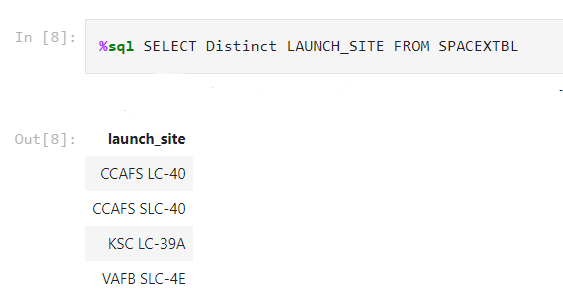 In [8]: %sql SELECT Distinct LAUNCH_SITE FROM SPACEXTBL
Out[8]: launch_site
CCAFS LC-40
CCAFS SLC-40
KSC LC-39A
VAFB SLC-4E